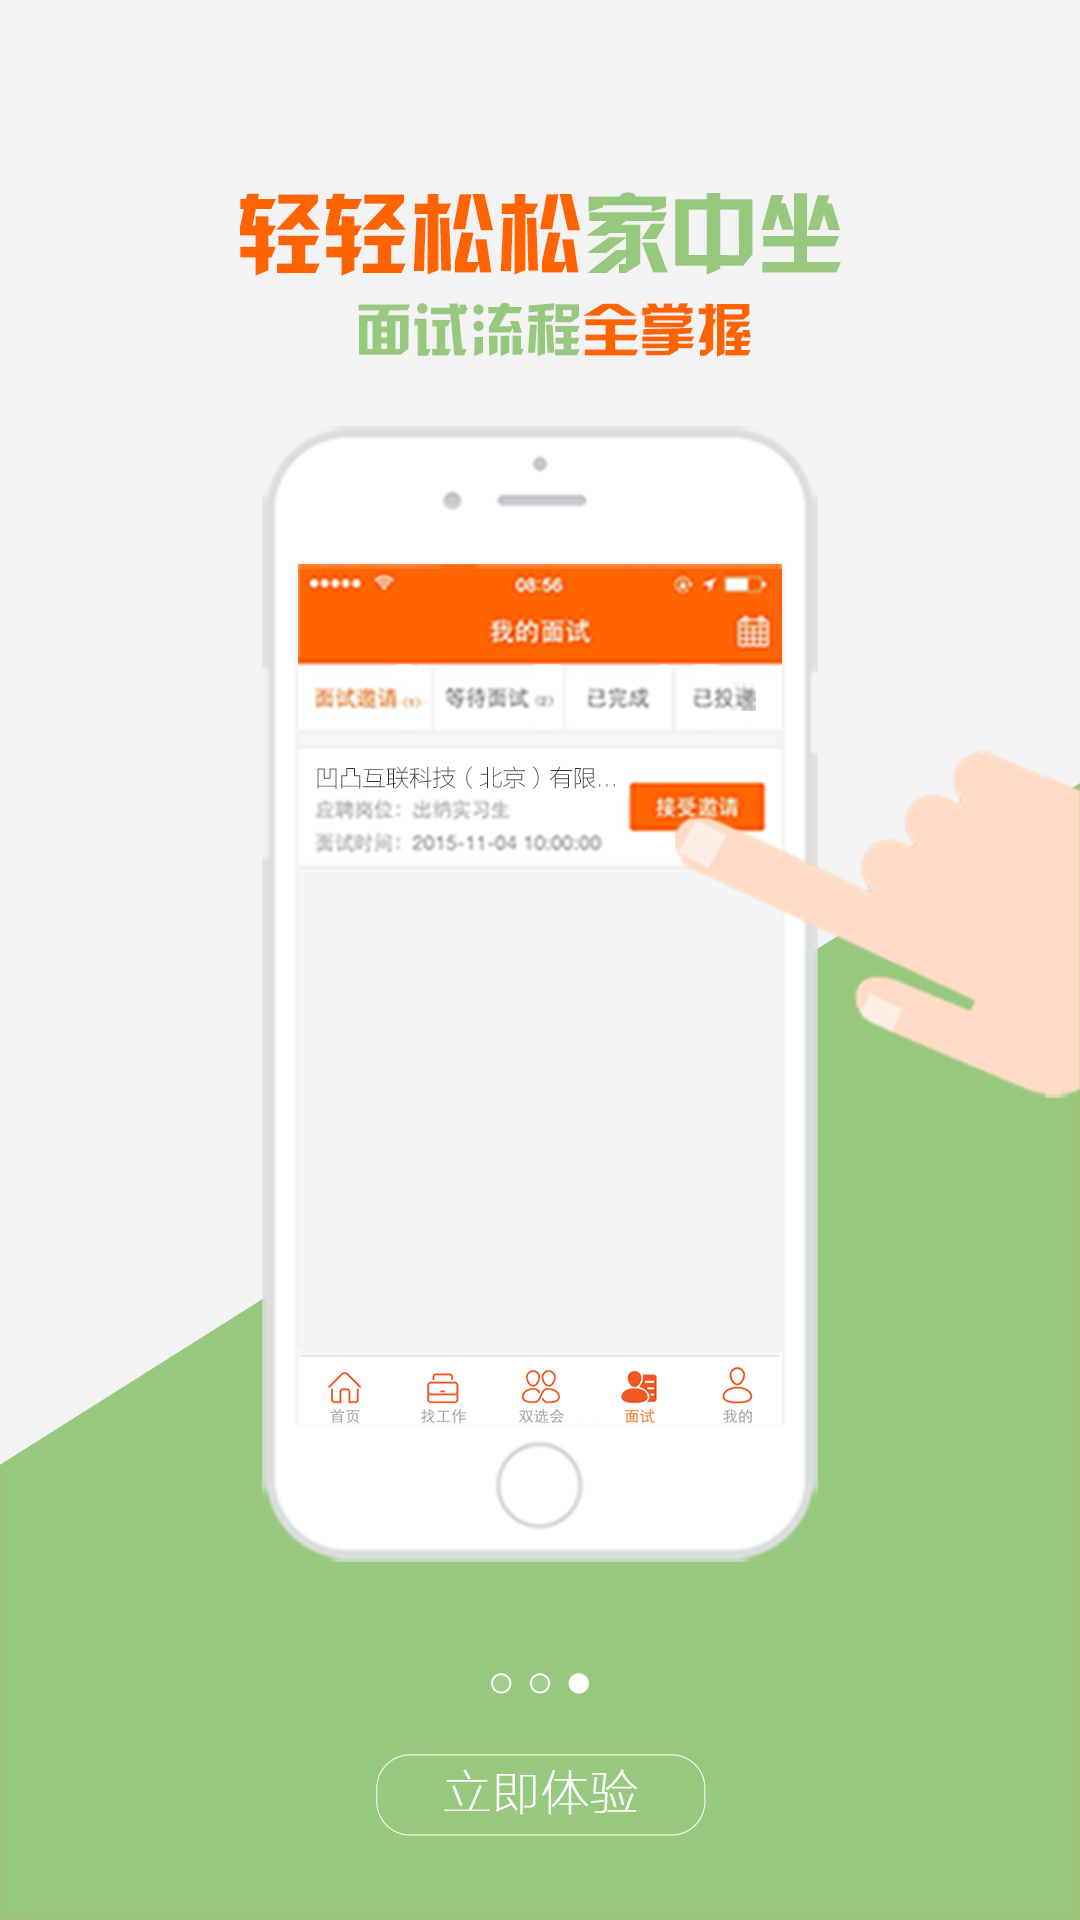 轻轻松松家中坐
面试流程全掌握
08:56
我的面试
面试邀请(1) 等待面试(2) 已完成 已投递
凹凸互联科技（北京）有限...
应聘岗位：出纳实习生
接受邀请
面试时间：2015-11-04 10:00:00
首页 找工作 双选会 面试 我的
立即体验